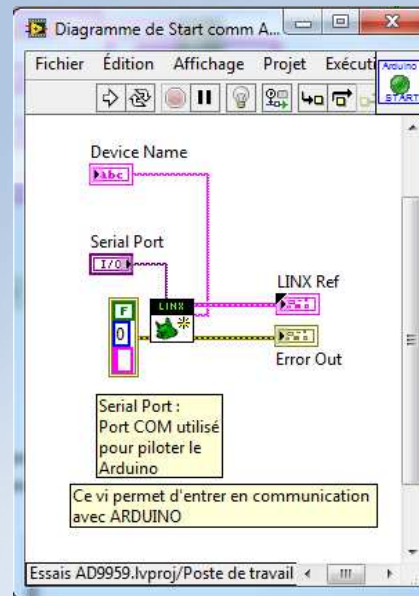 Diagramme de Start comm A...
Fichier Édition Affichage Projet Exécuti
Arduino
START
Device Name
abc
Serial Port
I/O
LINX Ref
F
LINX
0
Error Out
Serial Port :
Port COM utilisé
pour piloter le
Arduino
Ce vi permet d'entrer en communication
avec ARDUINO
Essais AD9959.lvproj/Poste de travail